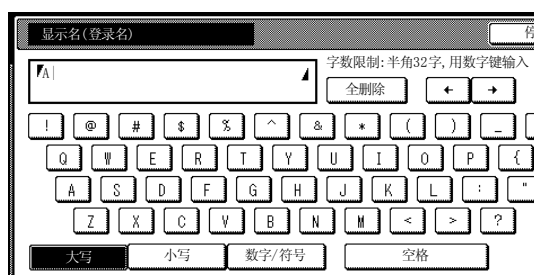 显示名(登录名)
停
A
字数限制:半角32字,用数字键输入
全删除 ← →
! @ # $ % ^ & * ( ) _
Q W E R T Y U I O P {
A S D F G H J K L : "
Z X C V B N M < > ?
大写 小写 数字/符号 空格